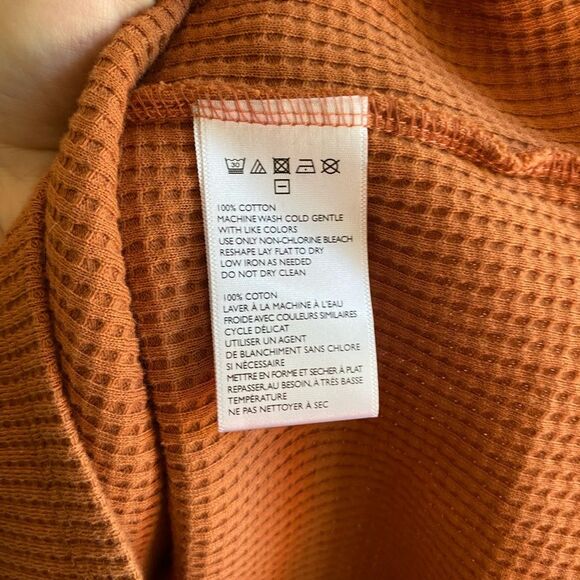 30
100% COTTON
MACHINE WASH COLD GENTLE
WITH LIKE COLORS
USE ONLY NON-CHLORINE BLEACH
RESHAPE LAY FLAT TO DRY
LOW IRON AS NEEDED
DO NOT DRY CLEAN
100% COTON
LAVER À LA MACHINE À L'EAU
FROIDE AVEC COULEURS SIMILAIRES
CYCLE DÉLICAT
UTILISER UN AGENT
DE BLANCHIMENT SANS CHLORE
SI NÉCESSAIRE
METTRE EN FORME ET SÉCHER À PLAT
REPASSER, AU BESOIN, À TRÈS BASSE
TEMPÉRATURE
NE PAS NETTOYER À SEC